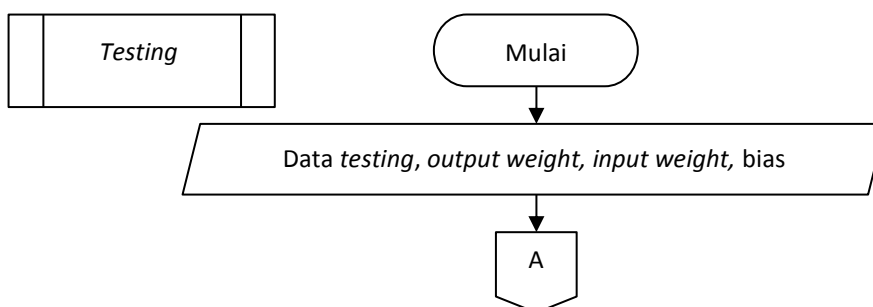 Testing
Mulai
Data testing, output weight, input weight, bias
A